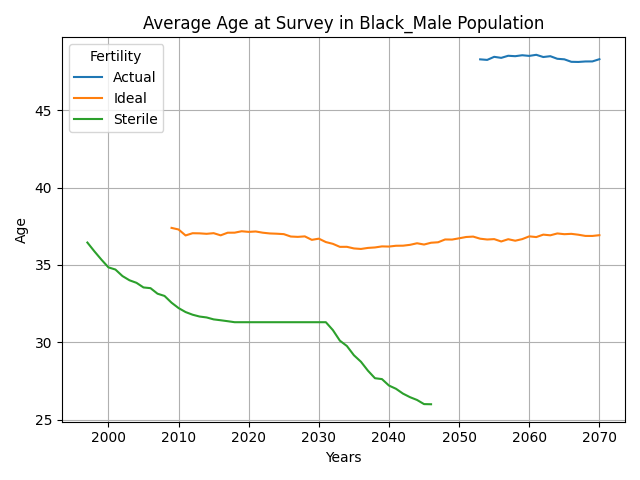 Average Age at Survey in Black_Male Population
Fertility
Actual
Ideal
Sterile
45
40
35
30
25
Age
2000 2010 2020 2030 2040 2050 2060 2070
Years